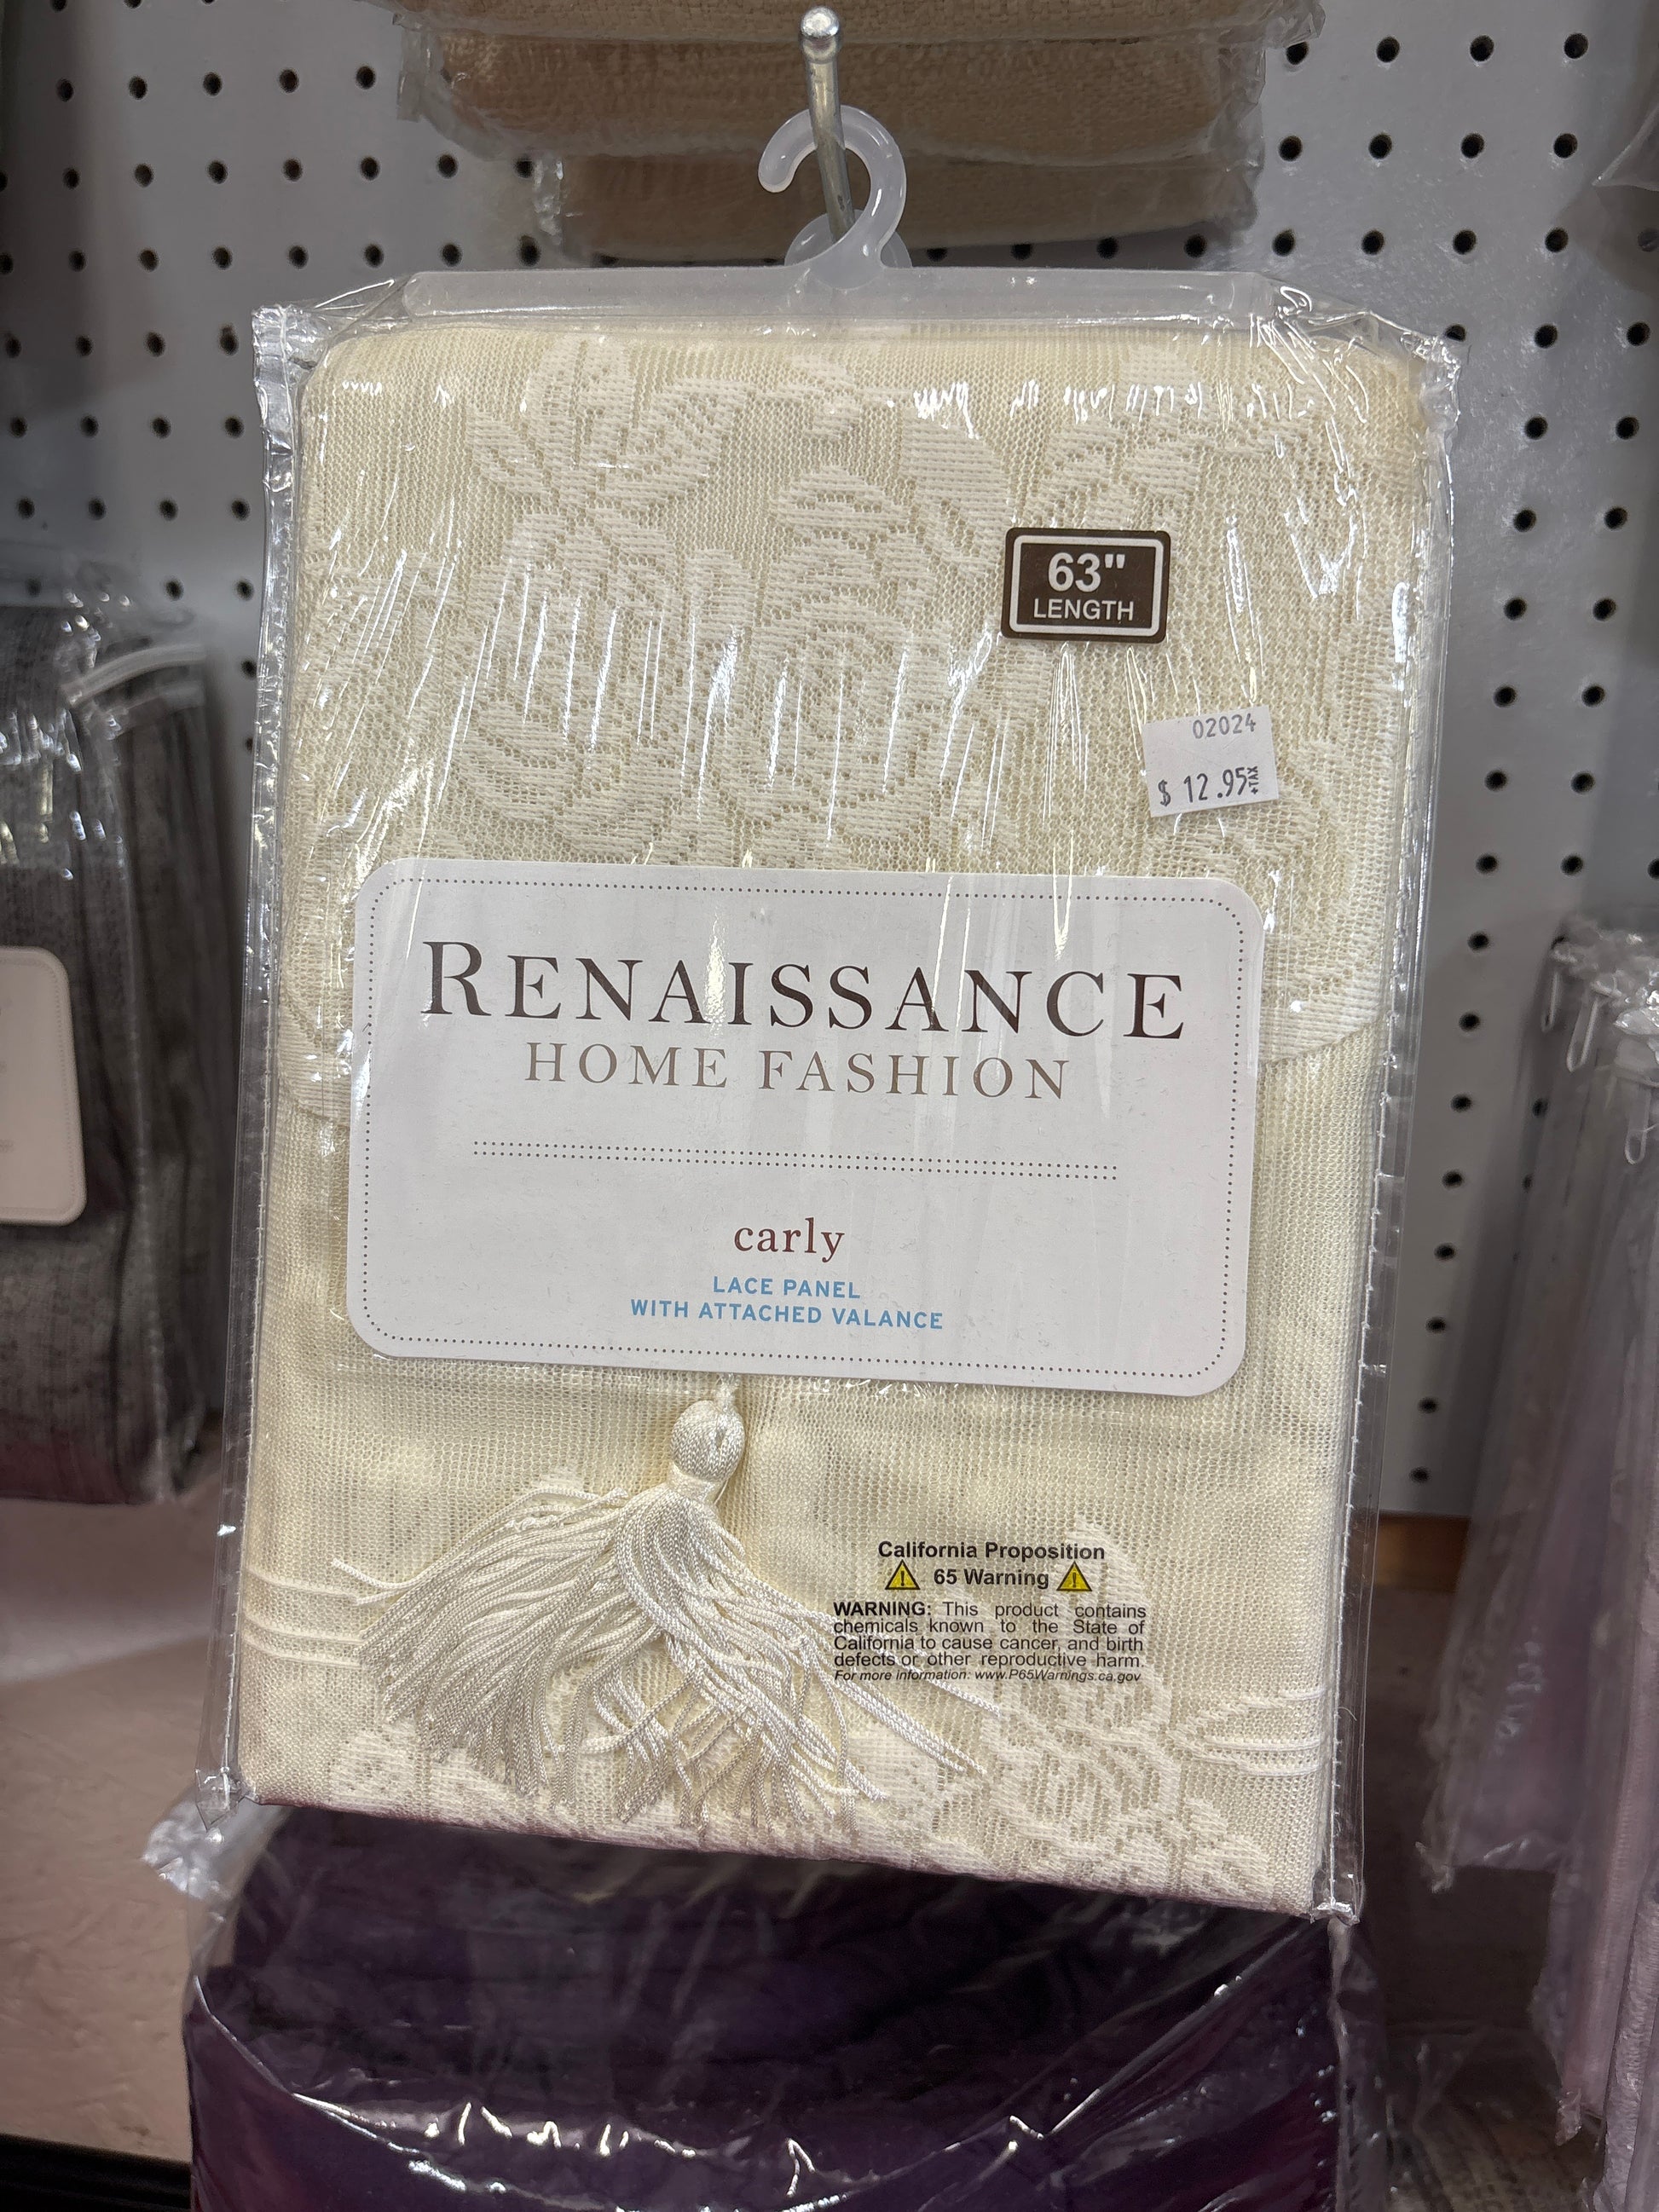 63"
LENGTH
02024
$ 12.95 +TAX
RENAISSANCE
HOME FASHION
carly
LACE PANEL
WITH ATTACHED VALANCE
California Proposition
65 Warning
WARNING: This product contains
chemicals known to the State of
California to cause cancer, and birth
defects or other reproductive harm.
For more information: www.P65Warnings.ca.gov